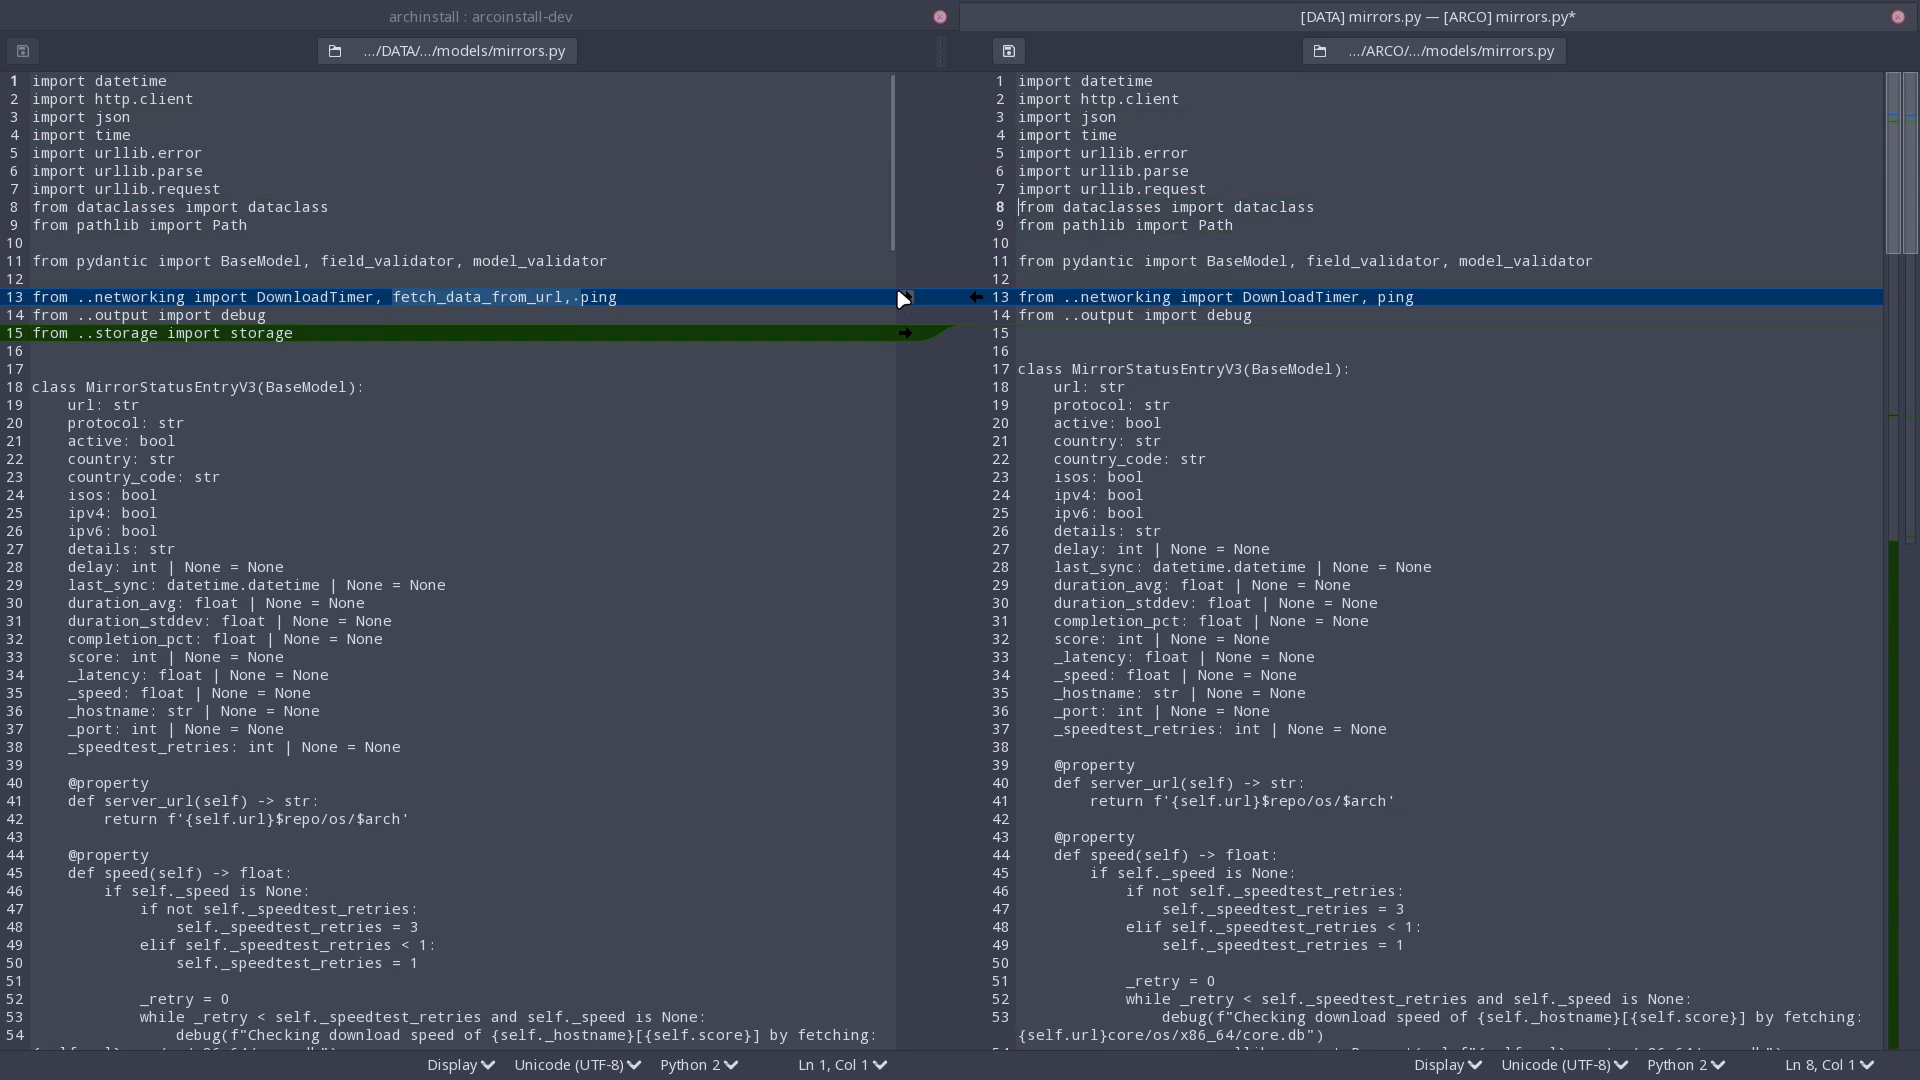 archinstall : arcoinstall-dev
[DATA] mirrors.py — [ARCO] mirrors.py*
.../DATA/.../models/mirrors.py
.../ARCO/.../models/mirrors.py
1 import datetime
2 import http.client
3 import json
4 import time
5 import urllib.error
6 import urllib.parse
7 import urllib.request
8 from dataclasses import dataclass
9 from pathlib import Path
10
11 from pydantic import BaseModel, field_validator, model_validator
12
13 from ..networking import DownloadTimer, fetch_data_from_url, ping
14 from ..output import debug
15 from ..storage import storage
16
17
18 class MirrorStatusEntryV3(BaseModel):
19     url: str
20     protocol: str
21     active: bool
22     country: str
23     country_code: str
24     isos: bool
25     ipv4: bool
26     ipv6: bool
27     details: str
28     delay: int | None = None
29     last_sync: datetime.datetime | None = None
30     duration_avg: float | None = None
31     duration_stddev: float | None = None
32     completion_pct: float | None = None
33     score: int | None = None
34     _latency: float | None = None
35     _speed: float | None = None
36     _hostname: str | None = None
37     _port: int | None = None
38     _speedtest_retries: int | None = None
39
40     @property
41     def server_url(self) -> str:
42         return f'{self.url}$repo/os/$arch'
43
44     @property
45     def speed(self) -> float:
46         if self._speed is None:
47             if not self._speedtest_retries:
48                 self._speedtest_retries = 3
49             elif self._speedtest_retries < 1:
50                 self._speedtest_retries = 1
51
52             _retry = 0
53             while _retry < self._speedtest_retries and self._speed is None:
54                 debug(f"Checking download speed of {self._hostname}[{self.score}] by fetching:
1 import datetime
2 import http.client
3 import json
4 import time
5 import urllib.error
6 import urllib.parse
7 import urllib.request
8 from dataclasses import dataclass
9 from pathlib import Path
10
11 from pydantic import BaseModel, field_validator, model_validator
12
13 from ..networking import DownloadTimer, ping
14 from ..output import debug
15
16
17 class MirrorStatusEntryV3(BaseModel):
18     url: str
19     protocol: str
20     active: bool
21     country: str
22     country_code: str
23     isos: bool
24     ipv4: bool
25     ipv6: bool
26     details: str
27     delay: int | None = None
28     last_sync: datetime.datetime | None = None
29     duration_avg: float | None = None
30     duration_stddev: float | None = None
31     completion_pct: float | None = None
32     score: int | None = None
33     _latency: float | None = None
34     _speed: float | None = None
35     _hostname: str | None = None
36     _port: int | None = None
37     _speedtest_retries: int | None = None
38
39     @property
40     def server_url(self) -> str:
41         return f'{self.url}$repo/os/$arch'
42
43     @property
44     def speed(self) -> float:
45         if self._speed is None:
46             if not self._speedtest_retries:
47                 self._speedtest_retries = 3
48             elif self._speedtest_retries < 1:
49                 self._speedtest_retries = 1
50
51             _retry = 0
52             while _retry < self._speedtest_retries and self._speed is None:
53                 debug(f"Checking download speed of {self._hostname}[{self.score}] by fetching:
{self.url}core/os/x86_64/core.db")
Display Unicode (UTF-8) Python 2 Ln 1, Col 1
Display Unicode (UTF-8) Python 2 Ln 8, Col 1